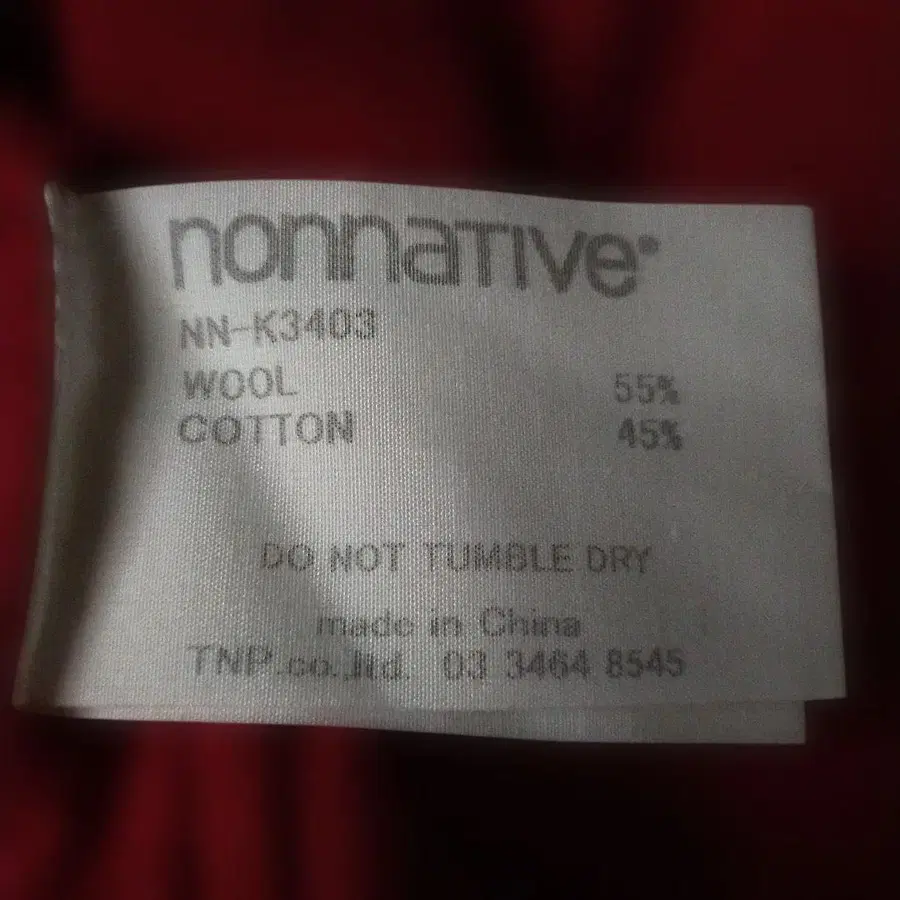 nonnative®
NN-K3403
WOOL 55%
COTTON 45%
DO NOT TUMBLE DRY
made in China
TNP.co.,ltd. 03 3464 8545